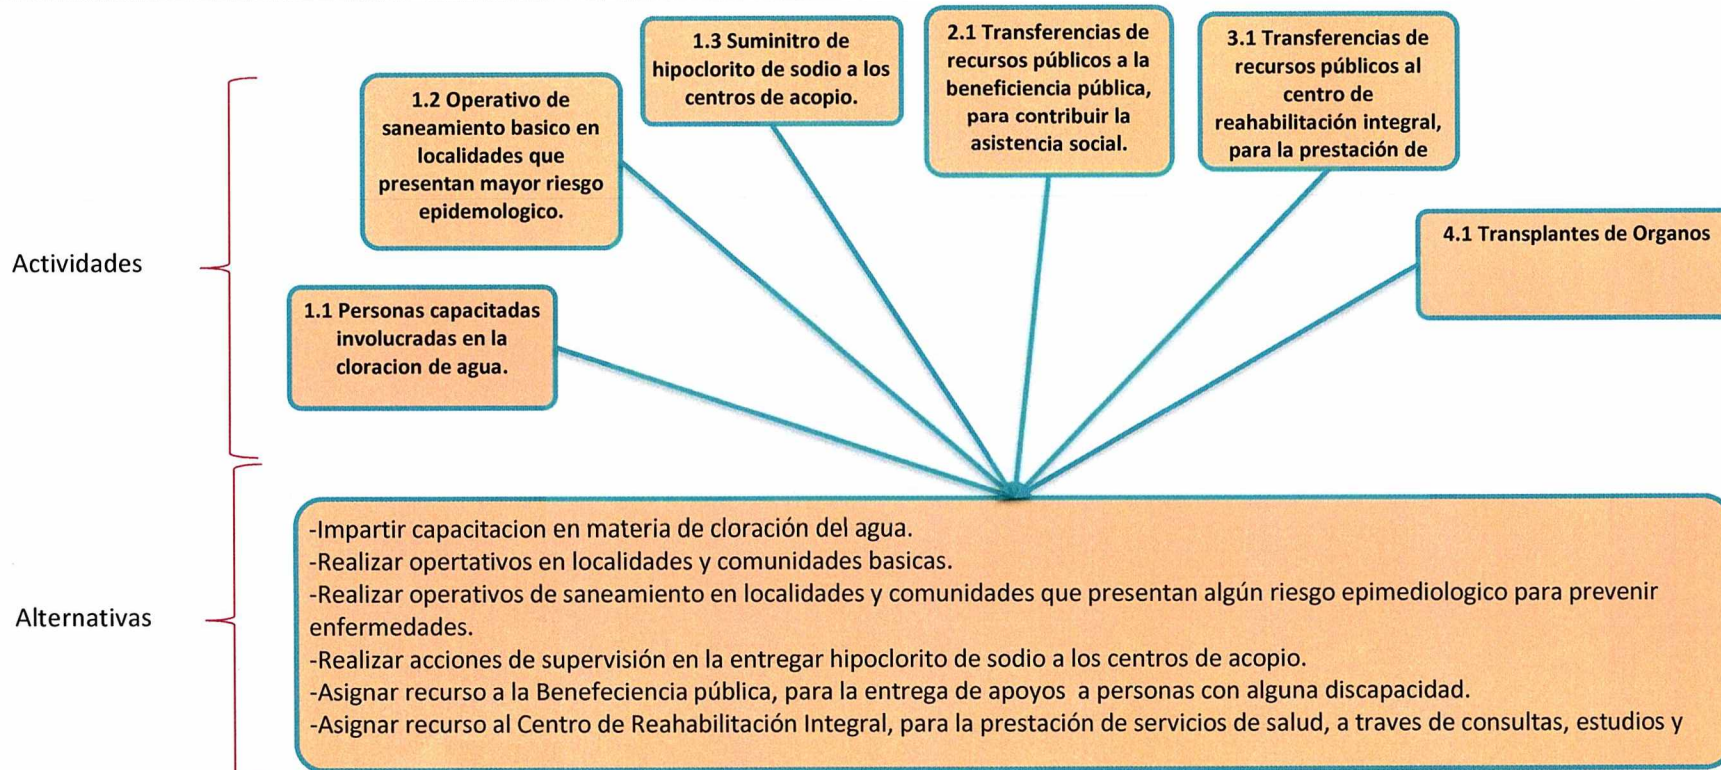 1.3 Suminitro de
hipoclorito de sodio a los
centros de acopio.
2.1 Transferencias de
recursos públicos a la
beneficiencia pública,
para contribuir la
asistencia social.
3.1 Transferencias de
recursos públicos al
centro de
reahabilitación integral,
para la prestación de
1.2 Operativo de
saneamiento basico en
localidades que
presentan mayor riesgo
epidemologico.
4.1 Transplantes de Organos
Actividades
1.1 Personas capacitadas
involucradas en la
cloracion de agua.
Alternativas
-Impartir capacitacion en materia de cloración del agua.
-Realizar opertativos en localidades y comunidades basicas.
-Realizar operativos de saneamiento en localidades y comunidades que presentan algún riesgo epimediologico para prevenir
enfermedades.
-Realizar acciones de supervisión en la entregar hipoclorito de sodio a los centros de acopio.
-Asignar recurso a la Benefeciencia pública, para la entrega de apoyos  a personas con alguna discapacidad.
-Asignar recurso al Centro de Reahabilitación Integral, para la prestación de servicios de salud, a traves de consultas, estudios y